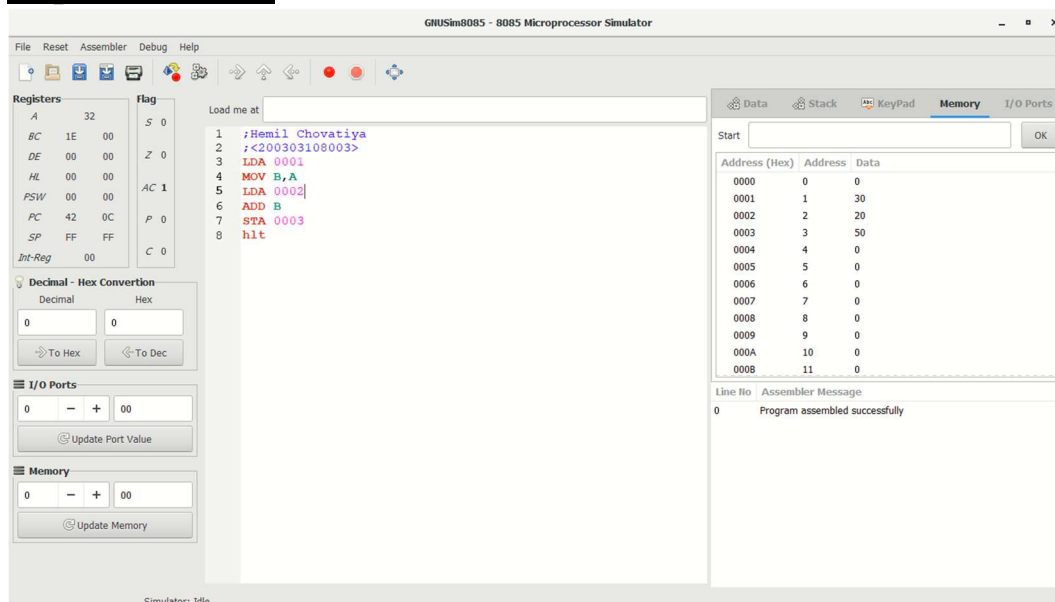 GNUSim8085 - 8085 Microprocessor Simulator
File Reset Assembler Debug Help
Registers
A 32
BC 1E 00
DE 00 00
HL 00 00
PSW 00 00
PC 42 0C
SP FF FF
Int-Reg 00
Flag
S 0
Z 0
AC 1
P 0
C 0
Decimal - Hex Convertion
Decimal Hex
0 0
To Hex To Dec
I/O Ports
0 - + 00
Update Port Value
Memory
0 - + 00
Update Memory
Load me at
1 ;Hemil Chovatiya
2 ;<200303108003>
3 LDA 0001
4 MOV B,A
5 LDA 0002
6 ADD B
7 STA 0003
8 hlt
Data Stack KeyPad Memory I/O Ports
Start OK
Address (Hex) Address Data
0000 0 0
0001 1 30
0002 2 20
0003 3 50
0004 4 0
0005 5 0
0006 6 0
0007 7 0
0008 8 0
0009 9 0
000A 10 0
000B 11 0
Line No Assembler Message
0 Program assembled successfully
Simulator: Idle